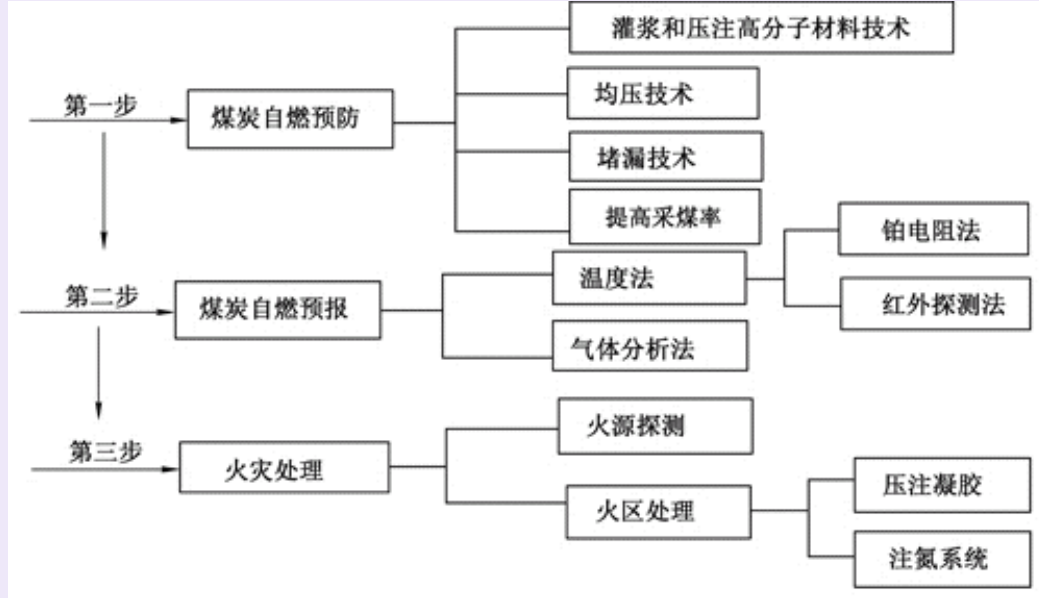 灌浆和压注高分子材料技术
第一步
煤炭自燃预防
均压技术
堵漏技术
提高采煤率
第二步
煤炭自燃预报
温度法
铂电阻法
红外探测法
气体分析法
第三步
火灾处理
火源探测
火区处理
压注凝胶
注氮系统